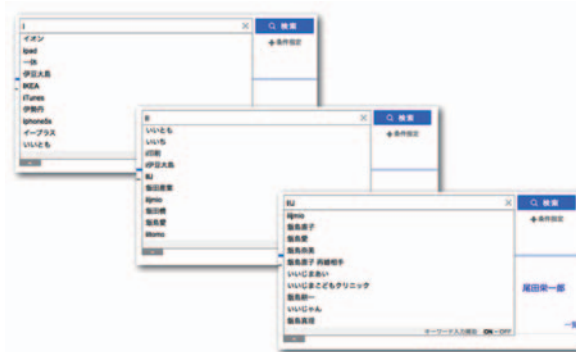 i
検索
+条件指定
イオン
ipad
一休
伊豆大島
IKEA
iTunes
伊勢丹
iphone5s
イープラス
いいとも
ii
検索
+条件指定
いいとも
いいち
ii伊豆大島
IIJ
飯田産業
iijmio
飯田橋
飯島愛
iitomo
IIJ
検索
+条件指定
iijmio
飯島直子
飯島愛
飯島奈美
飯島直子 再婚相手
いいじまあい
いいじまこどもクリニック
飯島耕一
いいじゃん
飯島真理
キーワード入力補助 ON - OFF
尾田栄一郎